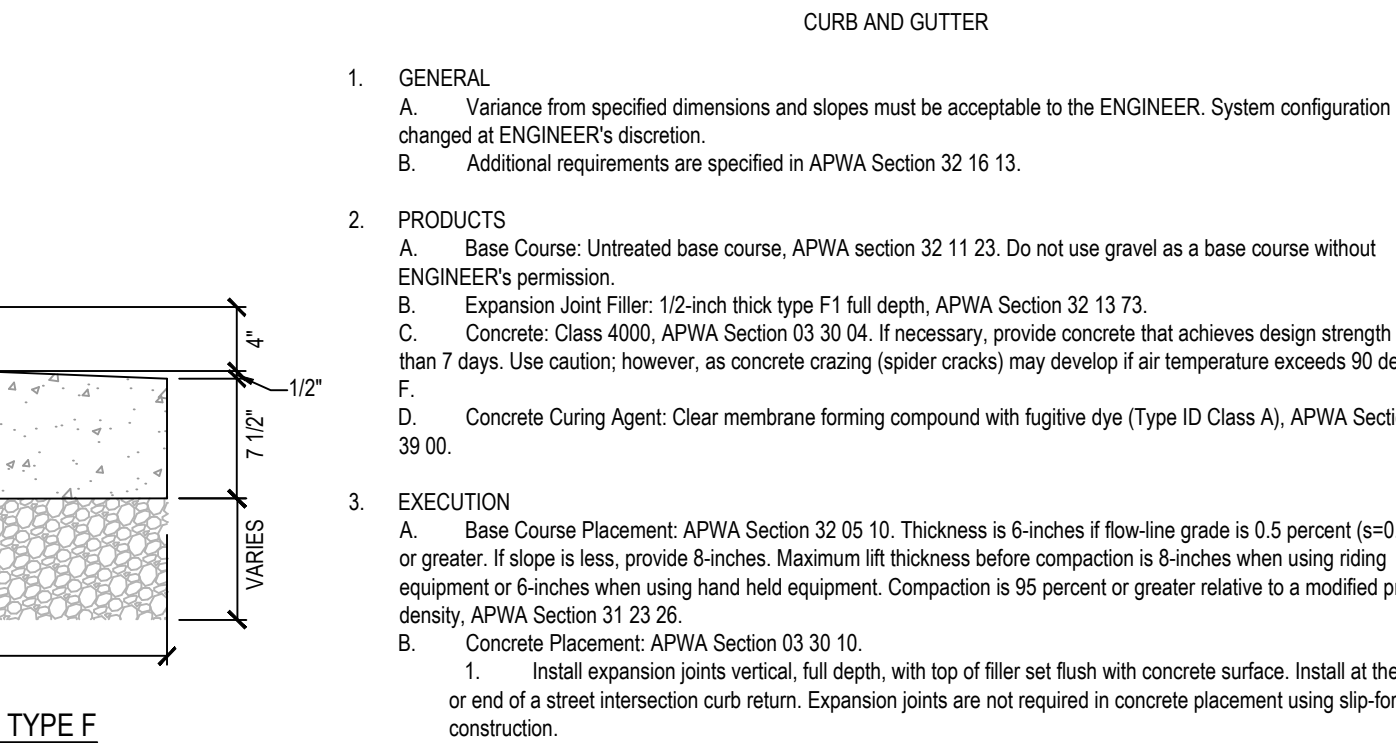 CURB AND GUTTER
1. GENERAL
A. Variance from specified dimensions and slopes must be acceptable to the ENGINEER. System configuration
changed at ENGINEER's discretion.
B. Additional requirements are specified in APWA Section 32 16 13.
2. PRODUCTS
A. Base Course: Untreated base course, APWA section 32 11 23. Do not use gravel as a base course without
ENGINEER's permission.
B. Expansion Joint Filler: 1/2-inch thick type F1 full depth, APWA Section 32 13 73.
C. Concrete: Class 4000, APWA Section 03 30 04. If necessary, provide concrete that achieves design strength
than 7 days. Use caution; however, as concrete crazing (spider cracks) may develop if air temperature exceeds 90 de
F.
D. Concrete Curing Agent: Clear membrane forming compound with fugitive dye (Type ID Class A), APWA Secti
39 00.
3. EXECUTION
A. Base Course Placement: APWA Section 32 05 10. Thickness is 6-inches if flow-line grade is 0.5 percent (s=0
or greater. If slope is less, provide 8-inches. Maximum lift thickness before compaction is 8-inches when using riding
equipment or 6-inches when using hand held equipment. Compaction is 95 percent or greater relative to a modified p
density, APWA Section 31 23 26.
B. Concrete Placement: APWA Section 03 30 10.
1. Install expansion joints vertical, full depth, with top of filler set flush with concrete surface. Install at the
or end of a street intersection curb return. Expansion joints are not required in concrete placement using slip-for
construction.
4"
1/2"
7 1/2"
VARIES
TYPE F